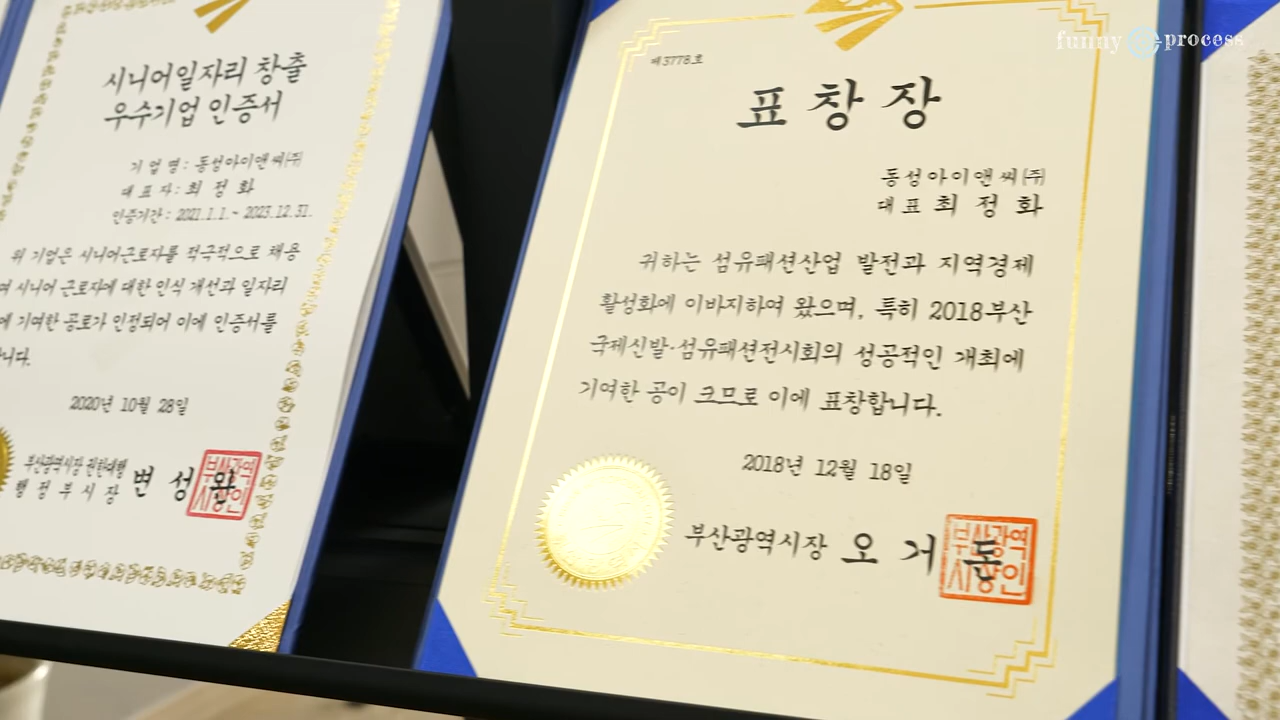 시니어일자리 창출
우수기업 인증서
기 업 명 : 동성아이앤씨(주)
대 표 자 : 최 정 화
인증기간 : 2021.1.1. ~ 2023.12.31.
위 기업은 시니어근로자를 적극적으로 채용
며 시니어 근로자에 대한 인식 개선과 일자리
에 기여한 공로가 인정되어 이에 인증서를
니다.
2020년 10월 28일
부산광역시장 권한대행
행 정 부 시 장 변 성 완
부산광역
시장인
제3778호
표 창 장
동성아이앤씨(주)
대표 최 정 화
귀하는 섬유패션산업 발전과 지역경제
활성화에 이바지하여 왔으며, 특히 2018부산
국제신발·섬유패션전시회의 성공적인 개최에
기여한 공이 크므로 이에 표창합니다.
2018년 12월 18일
부산광역시장 오 거 돈
부산광역
시장인
funny process